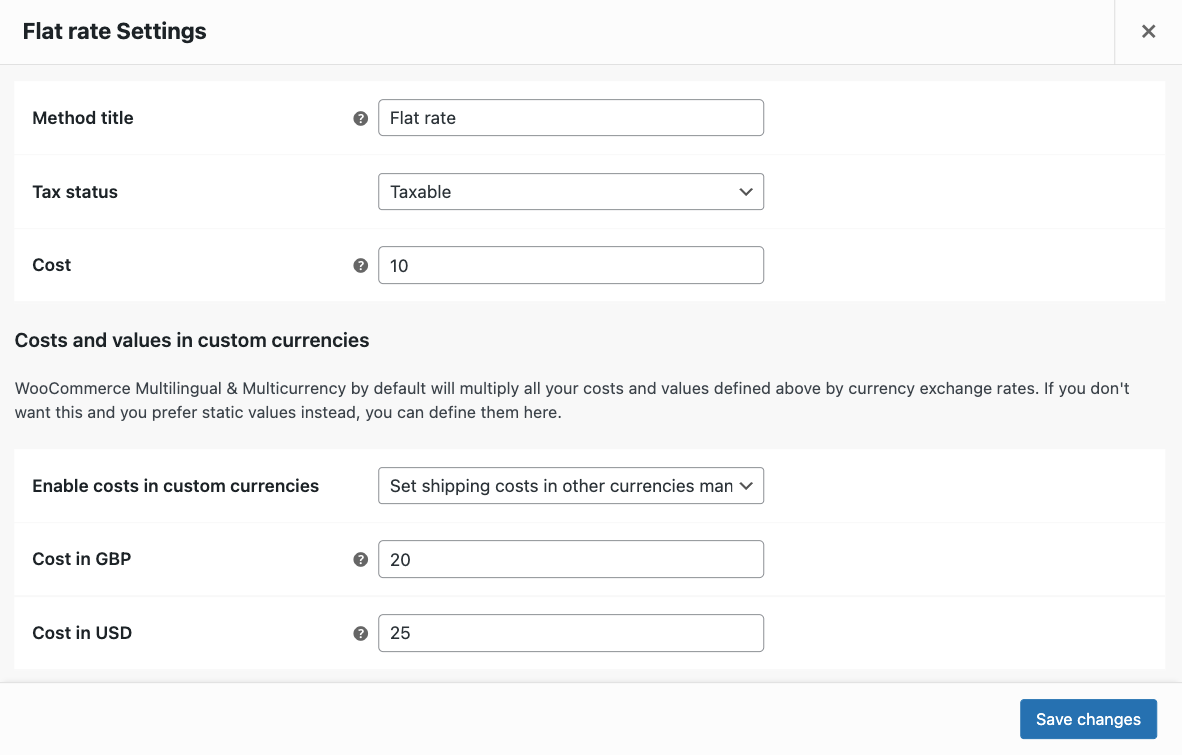 Flat rate Settings
Method title
Flat rate
Tax status
Taxable
Cost
10
Costs and values in custom currencies
WooCommerce Multilingual & Multicurrency by default will multiply all your costs and values defined above by currency exchange rates. If you don't
want this and you prefer static values instead, you can define them here.
Enable costs in custom currencies
Set shipping costs in other currencies man
Cost in GBP
20
Cost in USD
25
Save changes